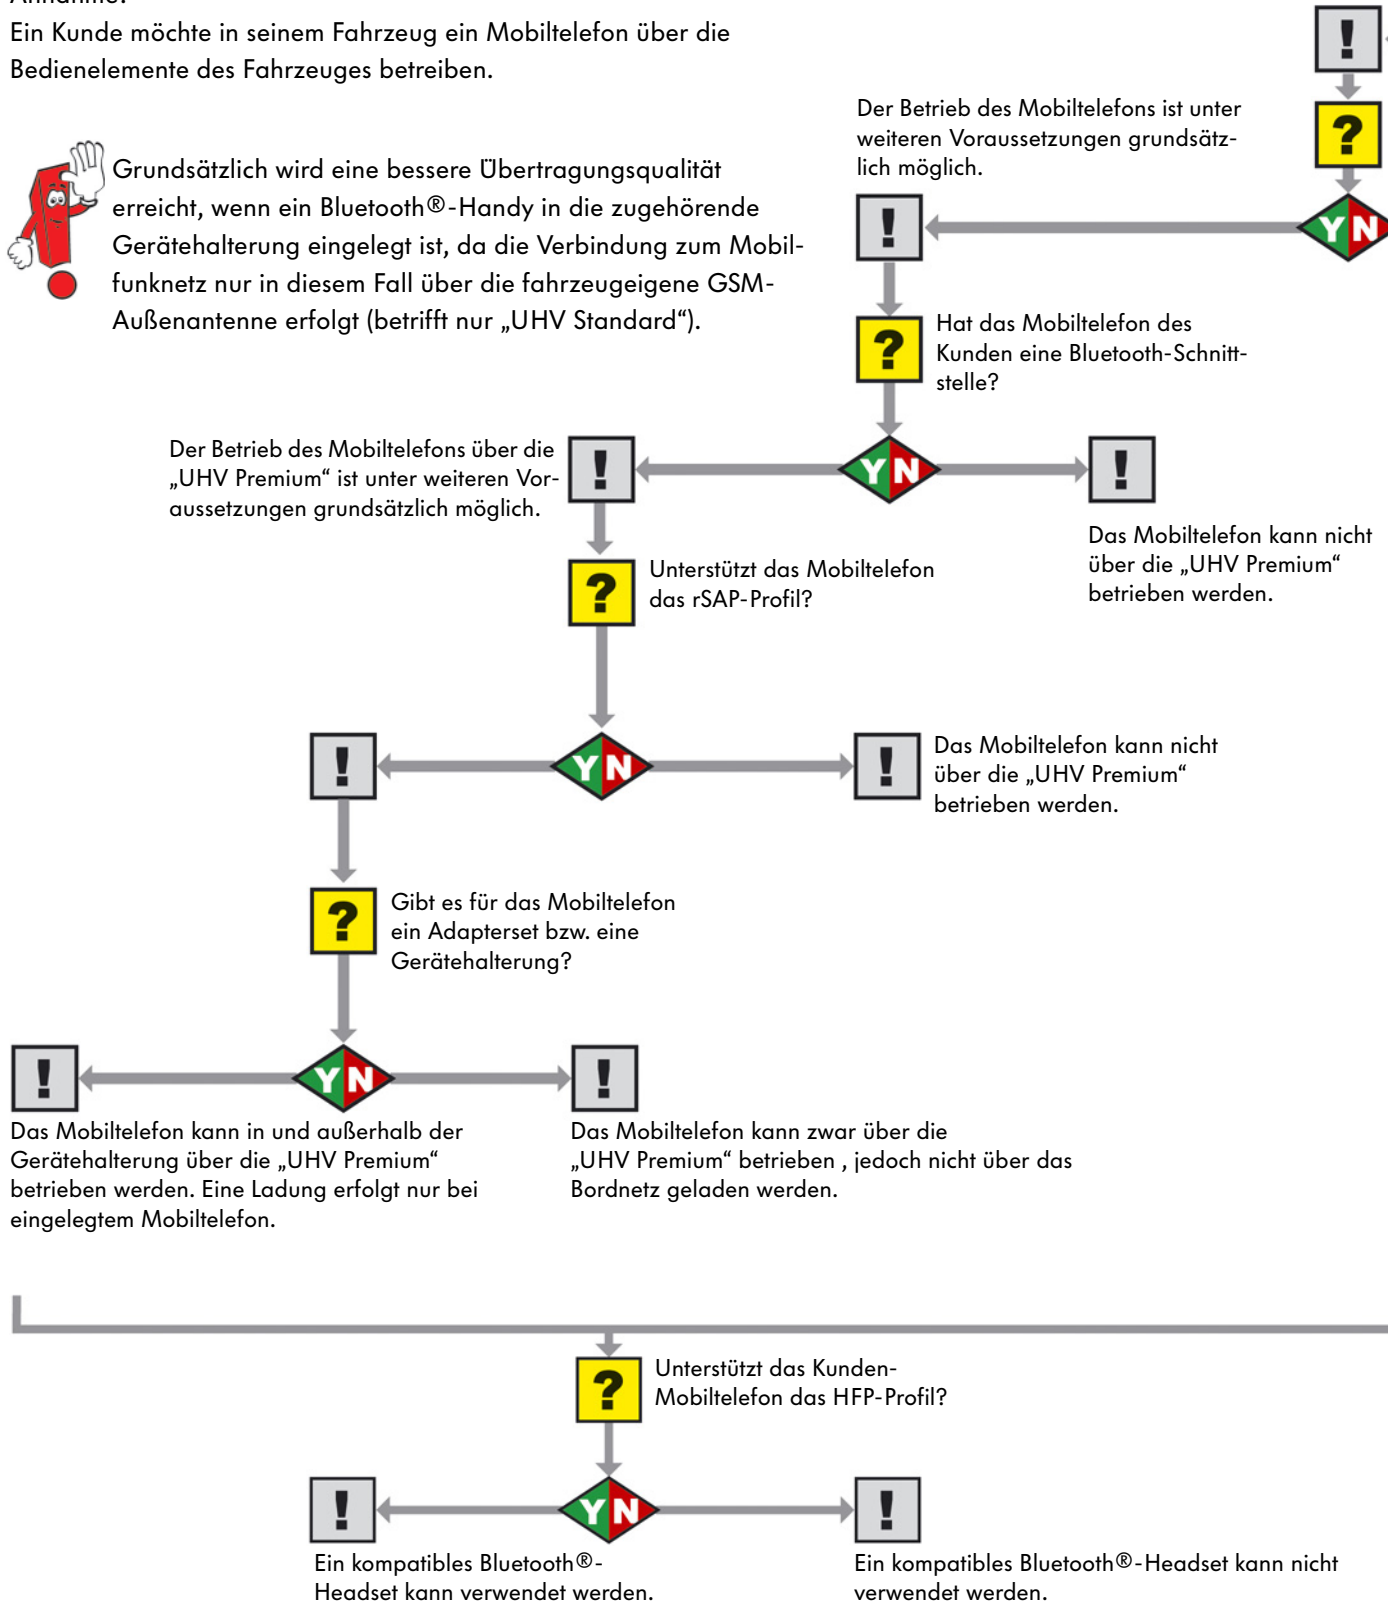 Annahme:
Ein Kunde möchte in seinem Fahrzeug ein Mobiltelefon über die
Bedienelemente des Fahrzeuges betreiben.
!
?
Der Betrieb des Mobiltelefons ist unter
weiteren Voraussetzungen grundsätz-
lich möglich.
Grundsätzlich wird eine bessere Übertragungsqualität
erreicht, wenn ein Bluetooth®-Handy in die zugehörende
Gerätehalterung eingelegt ist, da die Verbindung zum Mobil-
funknetz nur in diesem Fall über die fahrzeugeigene GSM-
Außenantenne erfolgt (betrifft nur „UHV Standard“).
!
YN
?
Hat das Mobiltelefon des
Kunden eine Bluetooth-Schnitt-
stelle?
Der Betrieb des Mobiltelefons über die
„UHV Premium“ ist unter weiteren Vor-
aussetzungen grundsätzlich möglich.
!
YN
!
Das Mobiltelefon kann nicht
über die „UHV Premium“
betrieben werden.
?
Unterstützt das Mobiltelefon
das rSAP-Profil?
!
YN
!
Das Mobiltelefon kann nicht
über die „UHV Premium“
betrieben werden.
?
Gibt es für das Mobiltelefon
ein Adapterset bzw. eine
Gerätehalterung?
!
YN
!
Das Mobiltelefon kann in und außerhalb der
Gerätehalterung über die „UHV Premium“
betrieben werden. Eine Ladung erfolgt nur bei
eingelegtem Mobiltelefon.
Das Mobiltelefon kann zwar über die
„UHV Premium“ betrieben , jedoch nicht über das
Bordnetz geladen werden.
?
Unterstützt das Kunden-
Mobiltelefon das HFP-Profil?
!
YN
!
Ein kompatibles Bluetooth®-
Headset kann verwendet werden.
Ein kompatibles Bluetooth®-Headset kann nicht
verwendet werden.